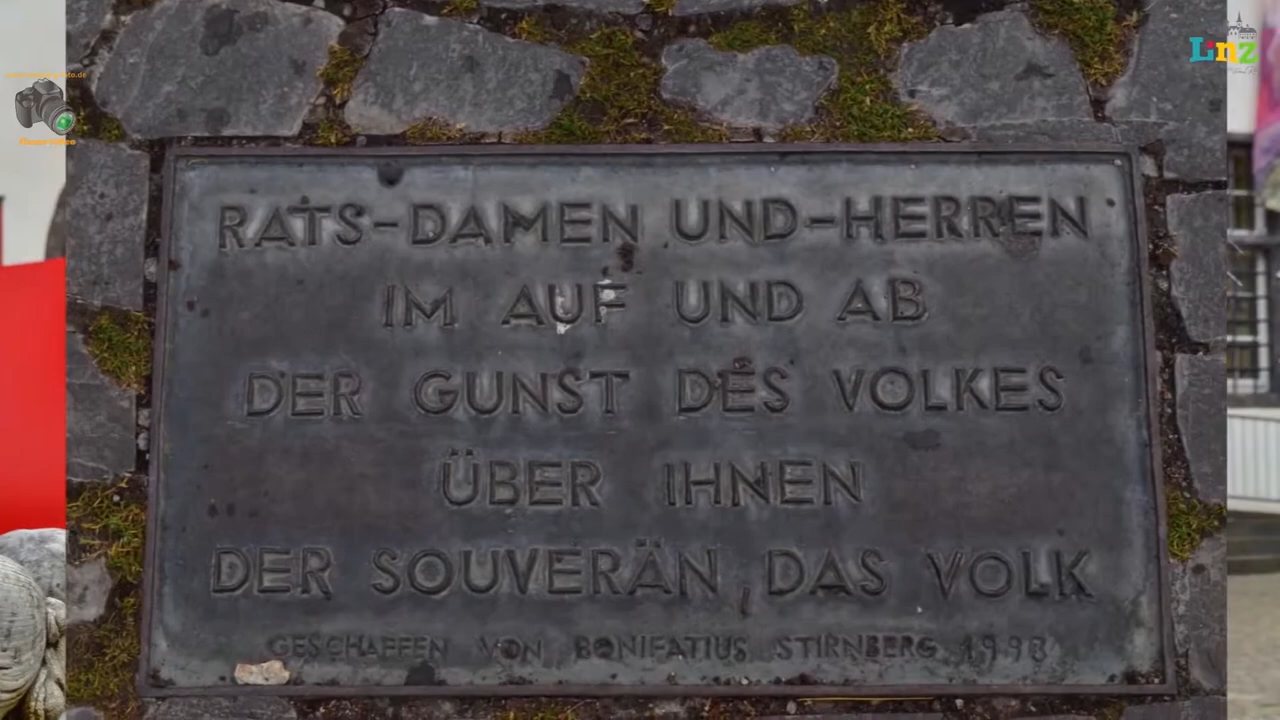 RATS-DAMEN UND-HERREN
IM AUF UND AB
DER GUNST DES VOLKES
ÜBER IHNEN
DER SOUVERÄN, DAS VOLK
GESCHAFFEN VON BONIFATIUS STIRNBERG 1998
Linz